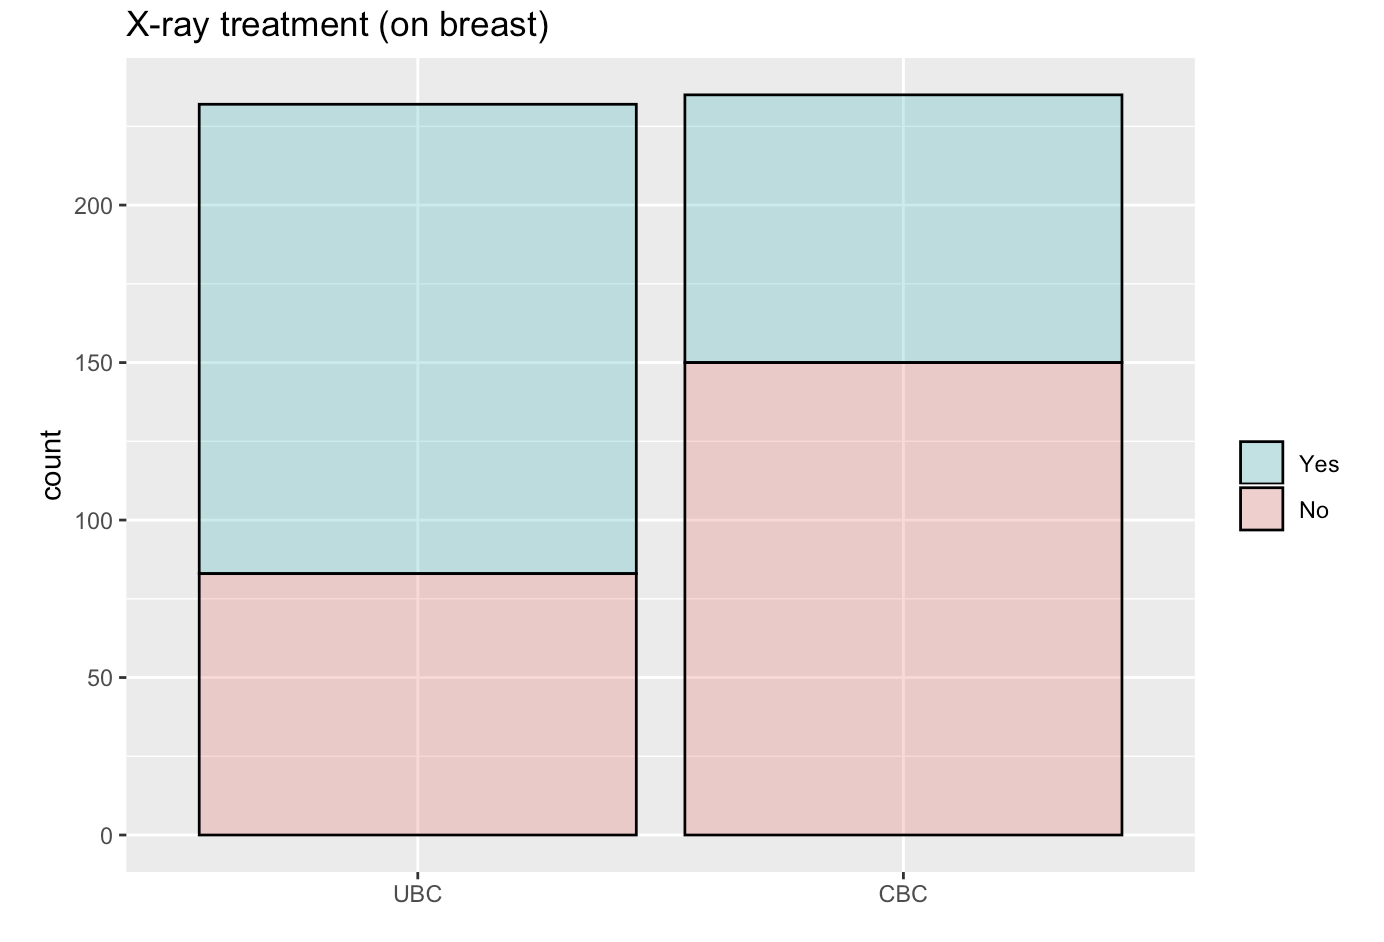 X-ray treatment (on breast)
count
200
150
100
50
0
UBC
CBC
Yes
No